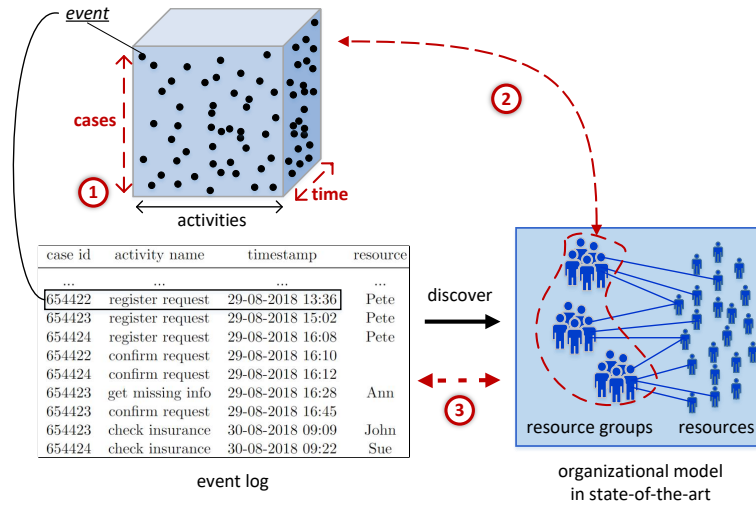 event
cases
1
time
activities
2
case id activity name timestamp resource
... ... ... ...
654422 register request 29-08-2018 13:36 Pete
654423 register request 29-08-2018 15:02 Pete
654424 register request 29-08-2018 16:08 Pete
654422 confirm request 29-08-2018 16:10
654424 confirm request 29-08-2018 16:12
654423 get missing info 29-08-2018 16:28 Ann
654423 confirm request 29-08-2018 16:45
654423 check insurance 30-08-2018 09:09 John
654424 check insurance 30-08-2018 09:22 Sue
event log
discover
3
resource groups resources
organizational model
in state-of-the-art